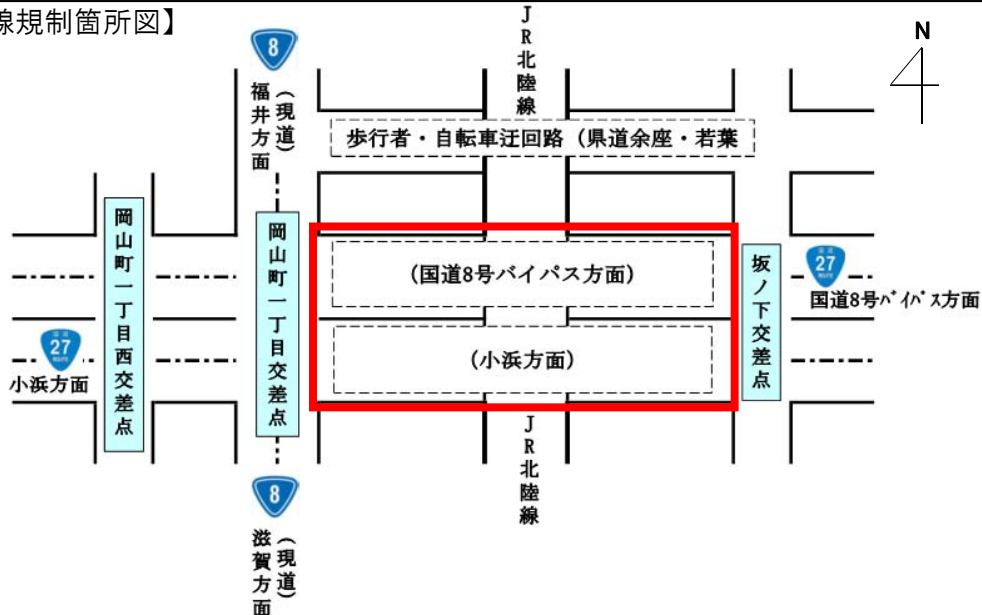 線規制箇所図】
JR北陸線
N
8
福井方面
(現道)
歩行者・自転車迂回路（県道余座・若葉
岡山町一丁目西交差点
岡山町一丁目交差点
(国道8号バイパス方面)
坂ノ下交差点
27
国道8号バイパス方面
27
小浜方面
(小浜方面)
JR北陸線
8
滋賀方面
(現道)